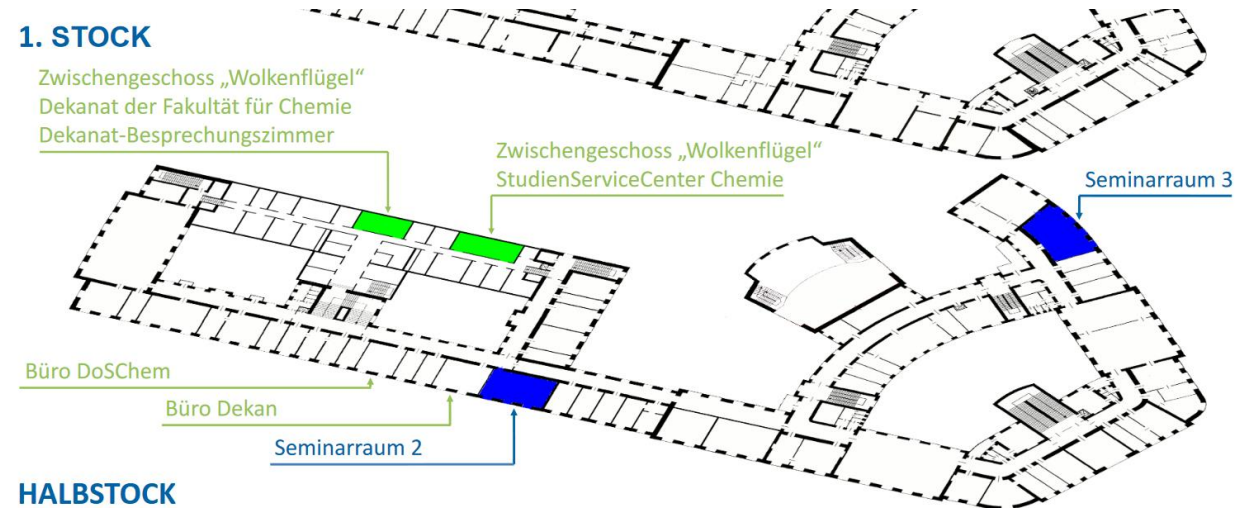 1. STOCK
Zwischengeschoss „Wolkenflügel“
Dekanat der Fakultät für Chemie
Dekanat-Besprechungszimmer
Zwischengeschoss „Wolkenflügel“
StudienServiceCenter Chemie
Seminarraum 3
Büro DoSChem
Büro Dekan
Seminarraum 2
HALBSTOCK